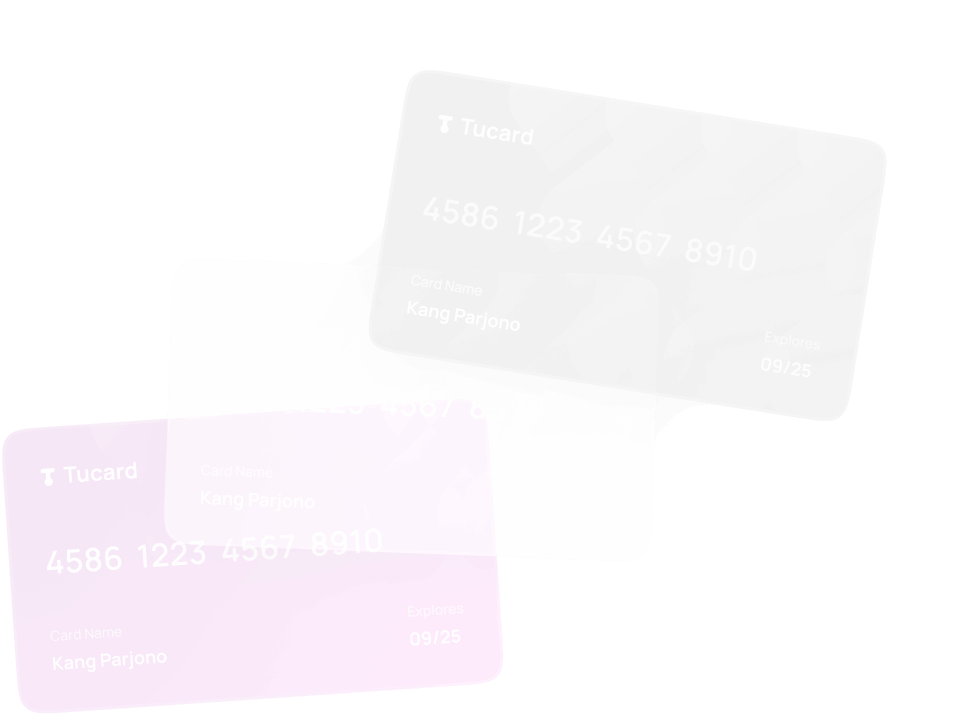 Tucard
4586 1223 4567 8910
Card Name
Kang Parjono
Explores
09/25
4567
Card Name
Kang Parjono
Tucard
4586 1223 4567 8910
Card Name
Kang Parjono
Explores
09/25